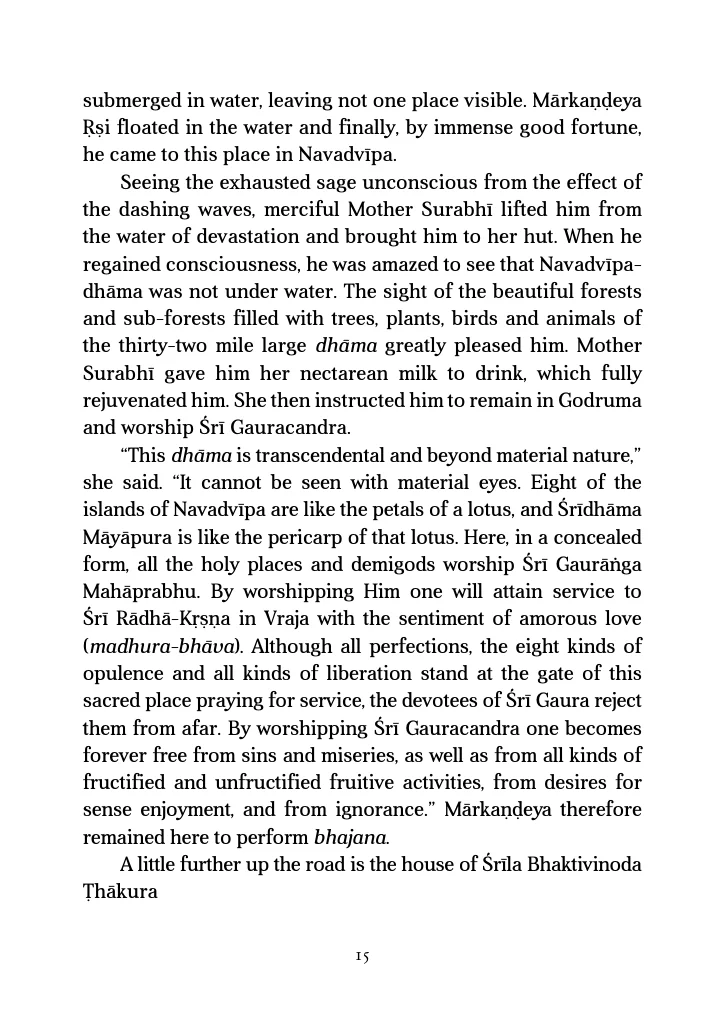 submerged in water, leaving not one place visible. Mārkaṇḍeya
Ṛṣi floated in the water and finally, by immense good fortune,
he came to this place in Navadvīpa.
Seeing the exhausted sage unconscious from the effect of
the dashing waves, merciful Mother Surabhī lifted him from
the water of devastation and brought him to her hut. When he
regained consciousness, he was amazed to see that Navadvīpa-
dhāma was not under water. The sight of the beautiful forests
and sub-forests filled with trees, plants, birds and animals of
the thirty-two mile large dhāma greatly pleased him. Mother
Surabhī gave him her nectarean milk to drink, which fully
rejuvenated him. She then instructed him to remain in Godruma
and worship Śrī Gauracandra.
“This dhāma is transcendental and beyond material nature,”
she said. “It cannot be seen with material eyes. Eight of the
islands of Navadvīpa are like the petals of a lotus, and Śrīdhāma
Māyāpura is like the pericarp of that lotus. Here, in a concealed
form, all the holy places and demigods worship Śrī Gaurāṅga
Mahāprabhu. By worshipping Him one will attain service to
Śrī Rādhā-Kṛṣṇa in Vraja with the sentiment of amorous love
(madhura-bhāva). Although all perfections, the eight kinds of
opulence and all kinds of liberation stand at the gate of this
sacred place praying for service, the devotees of Śrī Gaura reject
them from afar. By worshipping Śrī Gauracandra one becomes
forever free from sins and miseries, as well as from all kinds of
fructified and unfructified fruitive activities, from desires for
sense enjoyment, and from ignorance.” Mārkaṇḍeya therefore
remained here to perform bhajana.
A little further up the road is the house of Śrīla Bhaktivinoda
Ṭhākura
15